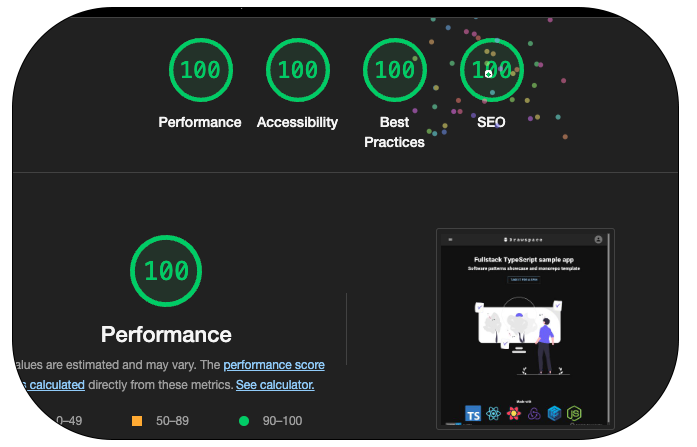 100
100
100
100
Performance
Accessibility
Best
Practices
SEO
100
Performance
alues are estimated and may vary. The performance score
s calculated directly from these metrics. See calculator.
0–49
50–89
90–100
Drawspace
Fullstack TypeScript sample app
Software patterns showcase and monorepo template
Made with
TS
JS